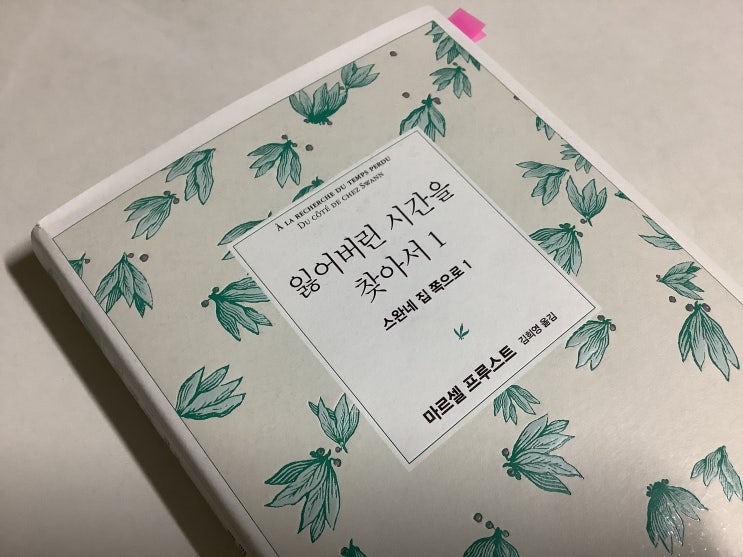 À LA RECHERCHE DU TEMPS PERDU
DU CÔTÉ DE CHEZ SWANN
잃어버린 시간을
찾아서 1
스완네 집 쪽으로 1
마르셀 프루스트
김희영 옮김